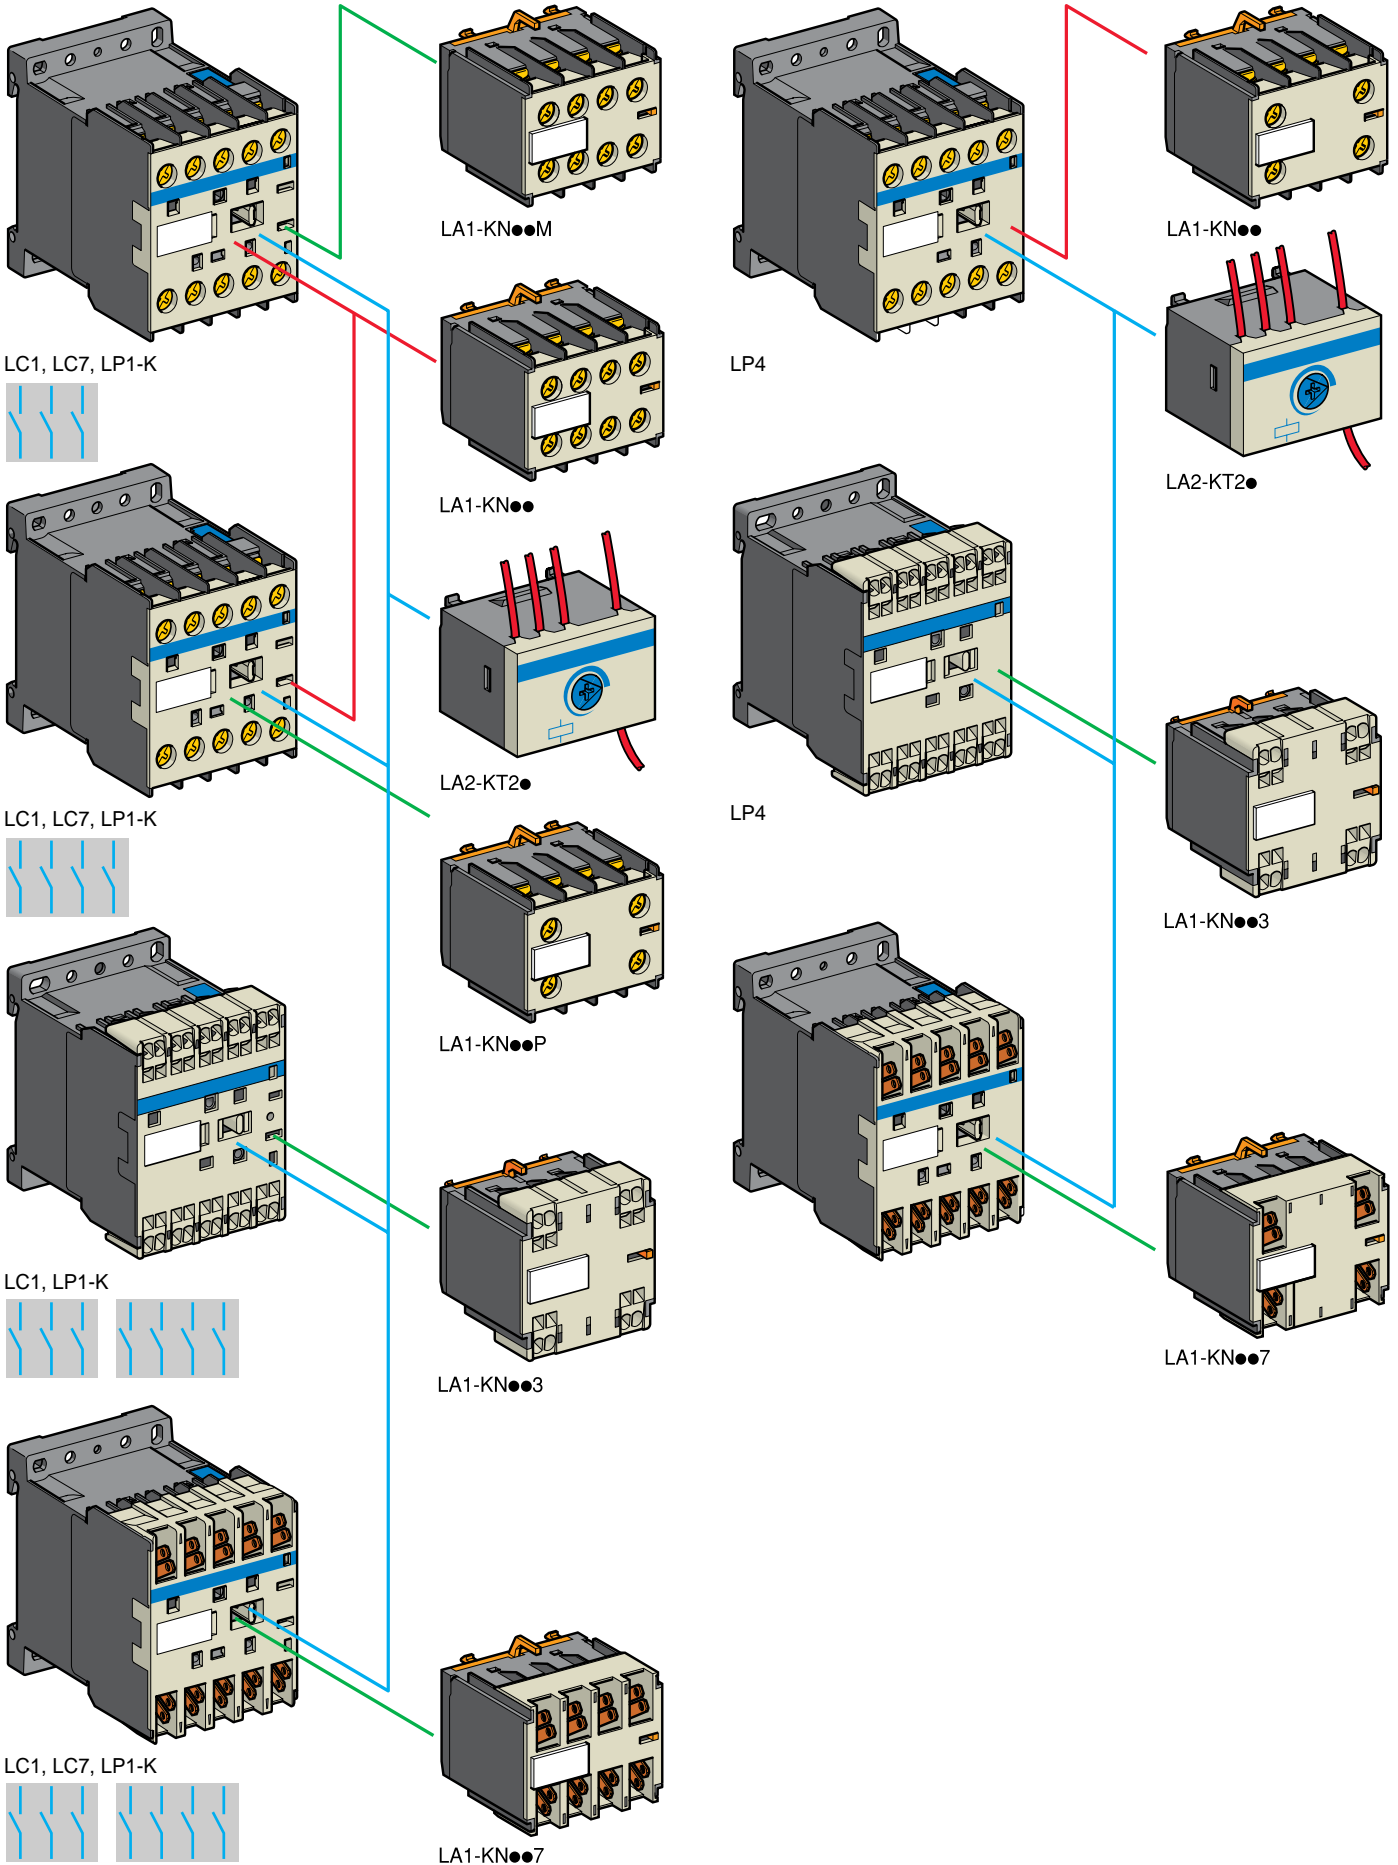 LA1-KN●●M
LA1-KN●●
LC1, LC7, LP1-K
LP4
LA2-KT2●
LA1-KN●●
LA2-KT2●
LC1, LC7, LP1-K
LP4
LA1-KN●●3
LA1-KN●●P
LC1, LP1-K
LA1-KN●●3
LA1-KN●●7
LC1, LC7, LP1-K
LA1-KN●●7